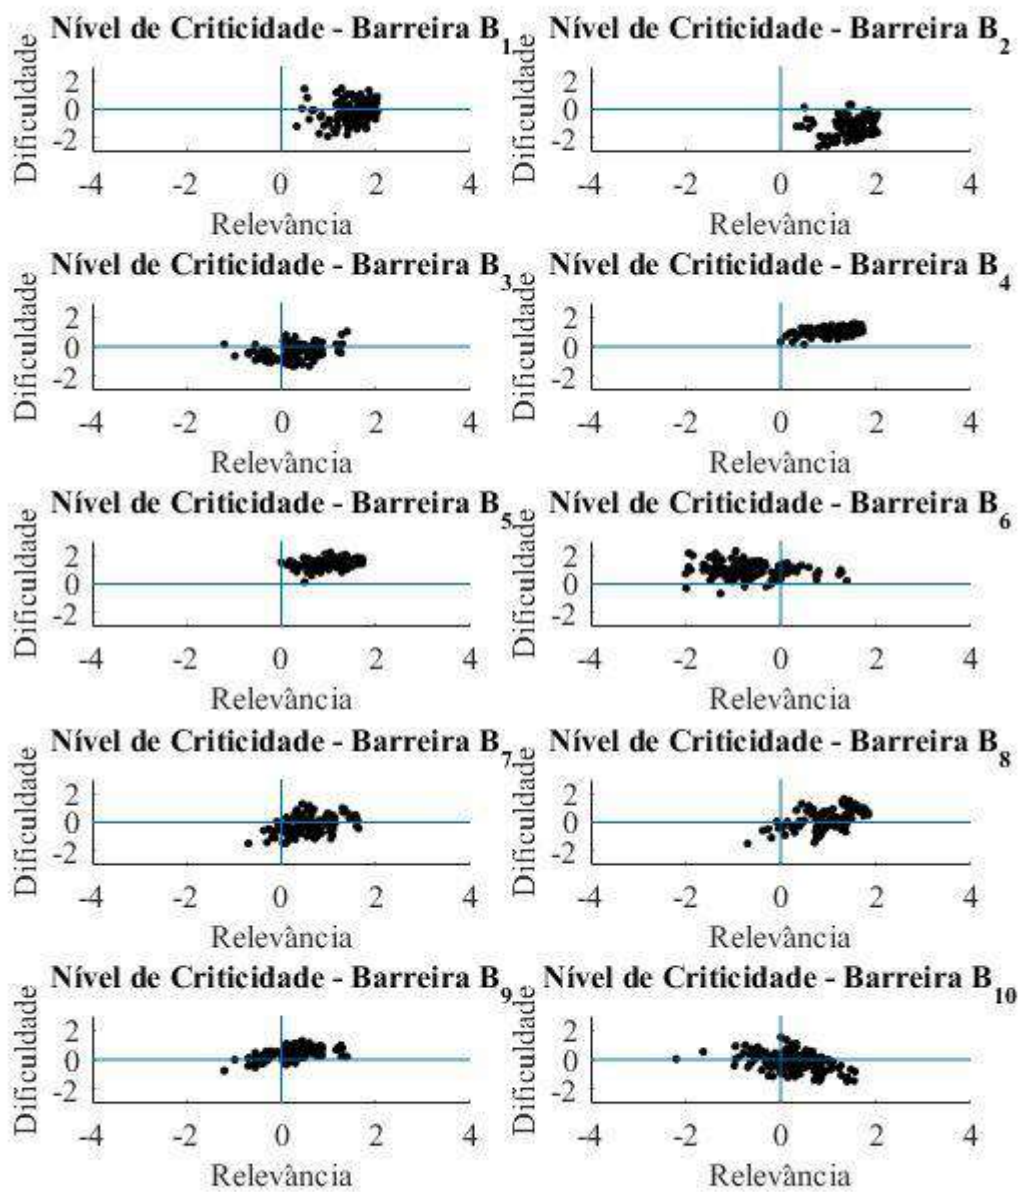 Nível de Criticidade - Barreira B1
Dificuldade
2
0
-2
-4 -2 0 2 4
Relevância
Nível de Criticidade - Barreira B2
Dificuldade
2
0
-2
-4 -2 0 2 4
Relevância
Nível de Criticidade - Barreira B3
Dificuldade
2
0
-2
-4 -2 0 2 4
Relevância
Nível de Criticidade - Barreira B4
Dificuldade
2
0
-2
-4 -2 0 2 4
Relevância
Nível de Criticidade - Barreira B5
Dificuldade
2
0
-2
-4 -2 0 2 4
Relevância
Nível de Criticidade - Barreira B6
Dificuldade
2
0
-2
-4 -2 0 2 4
Relevância
Nível de Criticidade - Barreira B7
Dificuldade
2
0
-2
-4 -2 0 2 4
Relevância
Nível de Criticidade - Barreira B8
Dificuldade
2
0
-2
-4 -2 0 2 4
Relevância
Nível de Criticidade - Barreira B9
Dificuldade
2
0
-2
-4 -2 0 2 4
Relevância
Nível de Criticidade - Barreira B10
Dificuldade
2
0
-2
-4 -2 0 2 4
Relevância